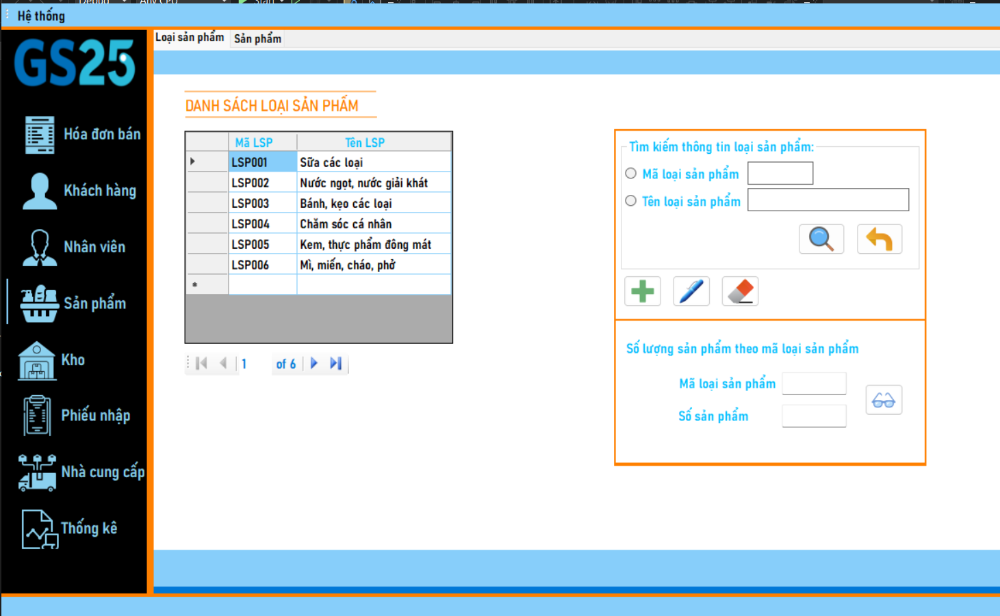 Debug
Any CPU
Start
Hệ thống
GS25
Hóa đơn bán
Khách hàng
Nhân viên
Sản phẩm
Kho
Phiếu nhập
Nhà cung cấp
Thống kê
Loại sản phẩm Sản phẩm
DANH SÁCH LOẠI SẢN PHẨM
Mã LSP Tên LSP
LSP001 Sữa các loại
LSP002 Nước ngọt, nước giải khát
LSP003 Bánh, kẹo các loại
LSP004 Chăm sóc cá nhân
LSP005 Kem, thực phẩm đông mát
LSP006 Mì, miến, cháo, phở
*
1 of 6
Tìm kiếm thông tin loại sản phẩm:
Mã loại sản phẩm
Tên loại sản phẩm
Số lượng sản phẩm theo mã loại sản phẩm
Mã loại sản phẩm
Số sản phẩm